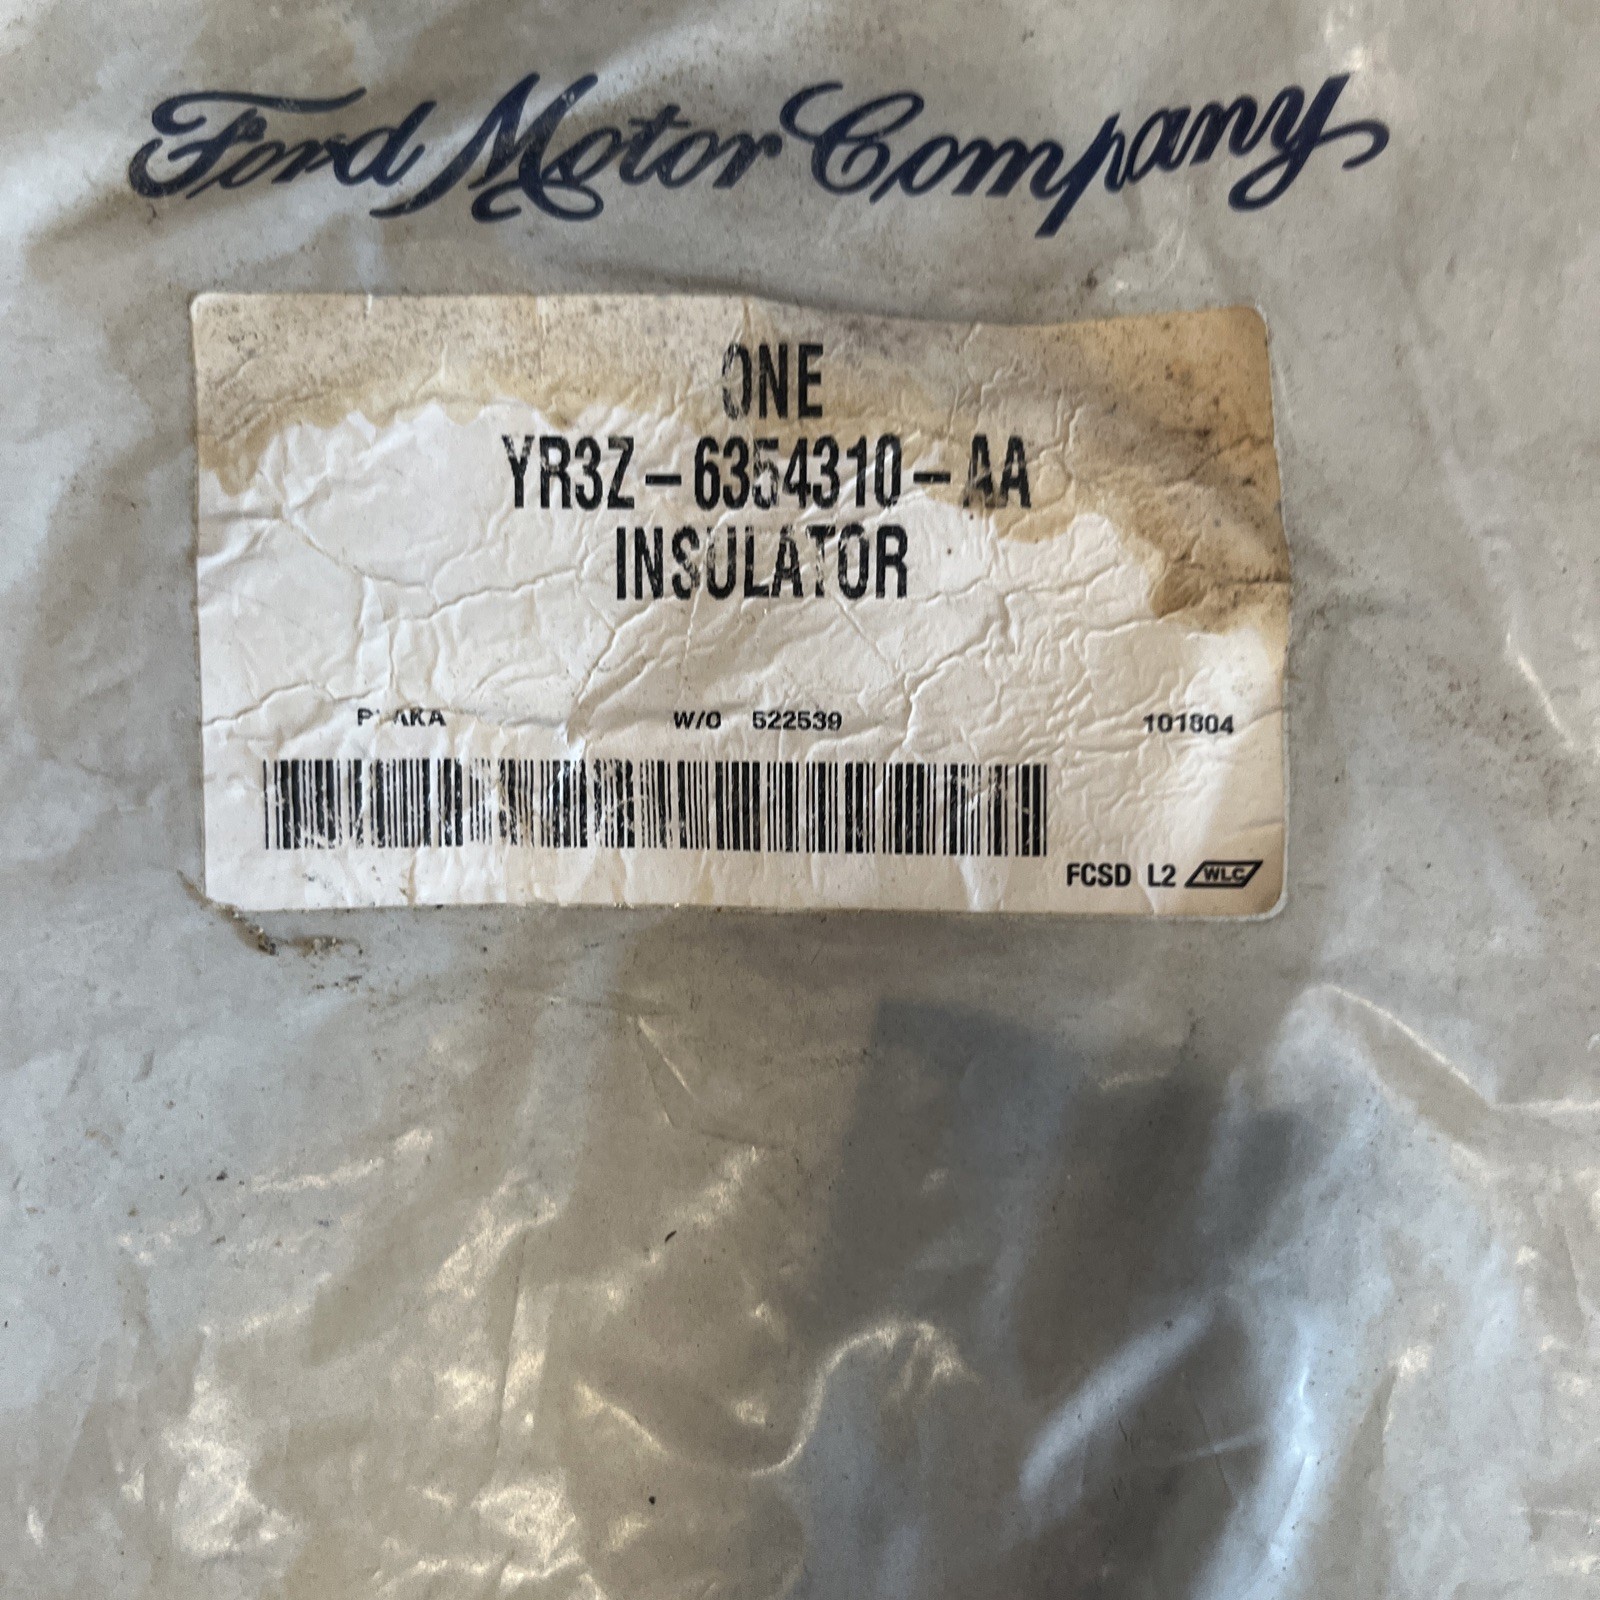 Ford Motor Company
ONE
YR3Z-6354310-AA
INSULATOR
W/O 522539 101804
FCSD L2 WLC